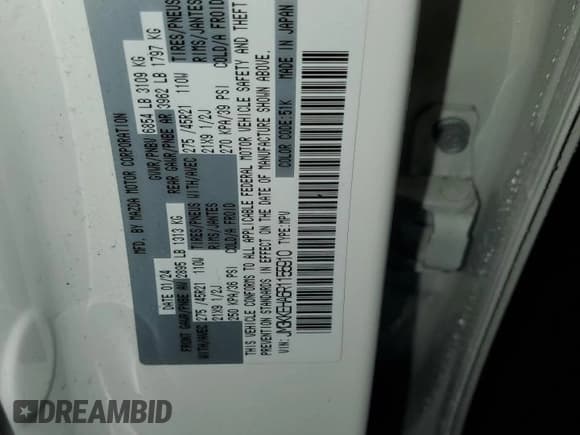 MFD. BY MAZDA MOTOR CORPORATION
DATE 01/24 GVWR/PNBV 6854 LB 3109 KG
FRONT GAWR/PNBE AV 2895 LB 1313 KG REAR GAWR/PNBE AR 3962 LB 1797 KG
WITH/AVEC TIRES/PNEUS WITH/AVEC TIRES/PNEUS
275 /45R21 110W RIMS/JANTES 275 /45R21 110W RIMS/JANTES
21X9 1/2J COLD/A FROID 21X9 1/2J COLD/A FROID
250 KPA/36 PSI 270 KPA/39 PSI
THIS VEHICLE CONFORMS TO ALL APPLICABLE FEDERAL MOTOR VEHICLE SAFETY AND THEFT
PREVENTION STANDARDS IN EFFECT ON THE DATE OF MANUFACTURE SHOWN ABOVE.
VIN: TYPE:MPV COLOR CODE:51K MADE IN JAPAN
DREAMBID